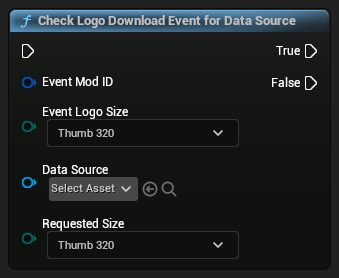 Check Logo Download Event for Data Source
True
Event Mod ID
False
Event Logo Size
Thumb 320
Data Source
Select Asset
Requested Size
Thumb 320